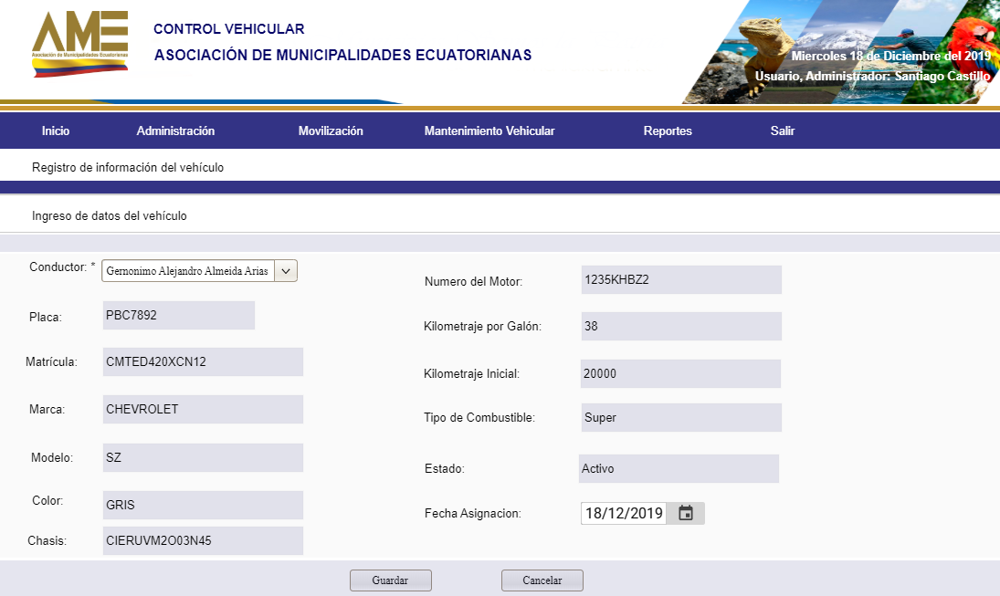 AME
Asociación de Municipalidades Ecuatorianas
CONTROL VEHICULAR
ASOCIACIÓN DE MUNICIPALIDADES ECUATORIANAS
Miercoles 18 de Diciembre del 2019
Usuario, Administrador: Santiago Castillo
Inicio Administración Movilización Mantenimiento Vehicular Reportes Salir
Registro de información del vehículo
Ingreso de datos del vehículo
Conductor: * Gernonimo Alejandro Almeida Arias
Placa: PBC7892
Matrícula: CMTED420XCN12
Marca: CHEVROLET
Modelo: SZ
Color: GRIS
Chasis: CIERUVM2O03N45
Numero del Motor: 1235KHBZ2
Kilometraje por Galón: 38
Kilometraje Inicial: 20000
Tipo de Combustible: Super
Estado: Activo
Fecha Asignacion: 18/12/2019
Guardar Cancelar